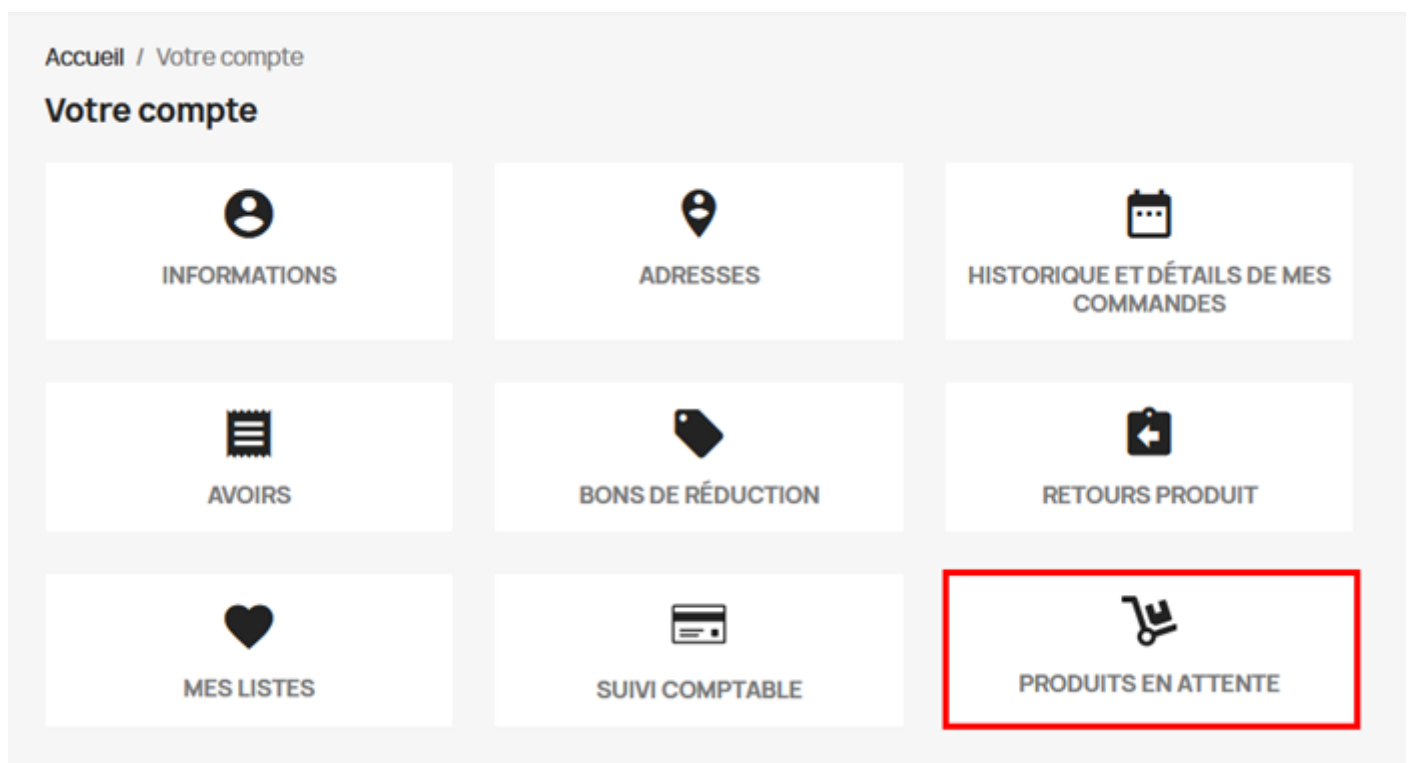 Accueil / Votre compte
Votre compte
INFORMATIONS
ADRESSES
HISTORIQUE ET DÉTAILS DE MES
COMMANDES
AVOIRS
BONS DE RÉDUCTION
RETOURS PRODUIT
MES LISTES
SUIVI COMPTABLE
PRODUITS EN ATTENTE